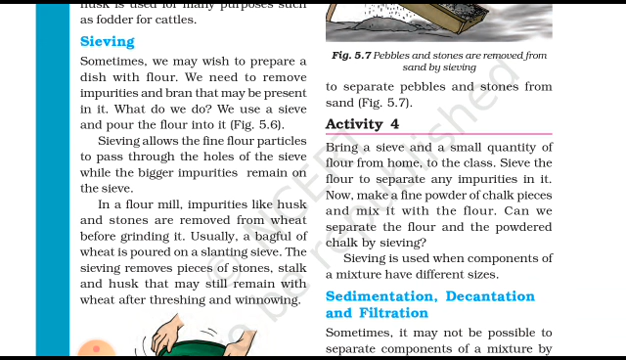 husk is used for many purposes such
as fodder for cattles.
Sieving
Sometimes, we may wish to prepare a
dish with flour. We need to remove
impurities and bran that may be present
in it. What do we do? We use a sieve
and pour the flour into it (Fig. 5.6).
Sieving allows the fine flour particles
to pass through the holes of the sieve
while the bigger impurities remain on
the sieve.
In a flour mill, impurities like husk
and stones are removed from wheat
before grinding it. Usually, a bagful of
wheat is poured on a slanting sieve. The
sieving removes pieces of stones, stalk
and husk that may still remain with
wheat after threshing and winnowing.
Fig. 5.7 Pebbles and stones are removed from
sand by sieving
to separate pebbles and stones from
sand (Fig. 5.7).
Activity 4
Bring a sieve and a small quantity of
flour from home, to the class. Sieve the
flour to separate any impurities in it.
Now, make a fine powder of chalk pieces
and mix it with the flour. Can we
separate the flour and the powdered
chalk by sieving?
Sieving is used when components of
a mixture have different sizes.
Sedimentation, Decantation
and Filtration
Sometimes, it may not be possible to
separate components of a mixture by
© NCERT
be republished